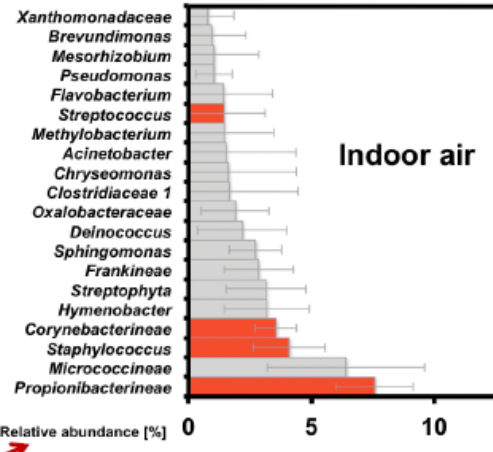 Xanthomonadaceae
Brevundimonas
Mesorhizobium
Pseudomonas
Flavobacterium
Streptococcus
Methylobacterium
Acinetobacter
Indoor air
Chryseomonas
Clostridiaceae 1
Oxalobacteraceae
Deinococcus
Sphingomonas
Frankineae
Streptophyta
Hymenobacter
Corynebacterineae
Staphylococcus
Micrococcineae
Propionibacterineae
Relative abundance [%] 0 5 10